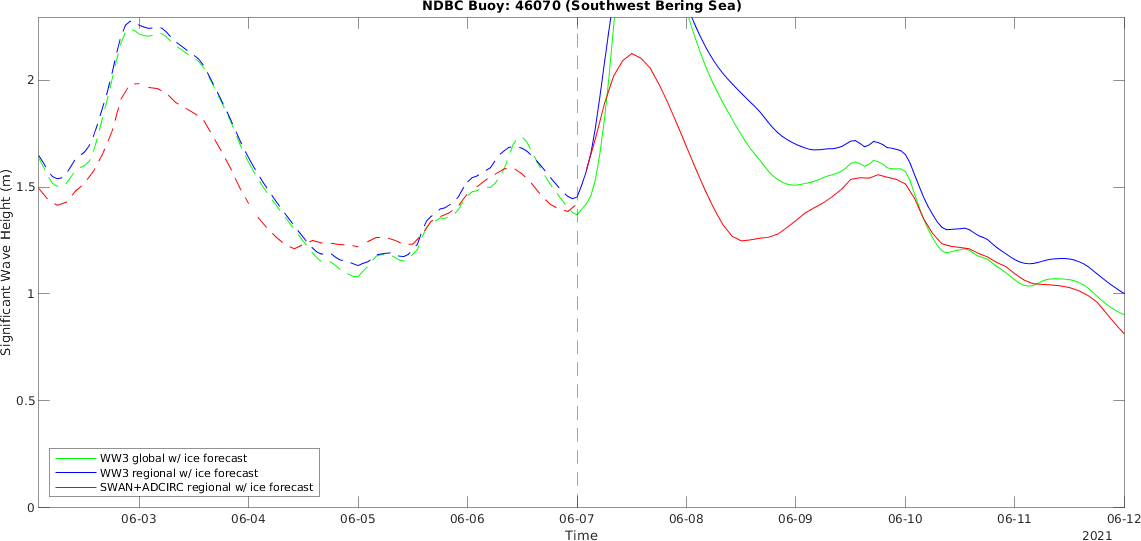 NDBC Buoy: 46070 (Southwest Bering Sea)
Significant Wave Height (m)
2
1.5
1
0.5
0
WW3 global w/ ice forecast
WW3 regional w/ ice forecast
SWAN+ADCIRC regional w/ ice forecast
06-03 06-04 06-05 06-06 06-07 06-08 06-09 06-10 06-11 06-12
Time
2021